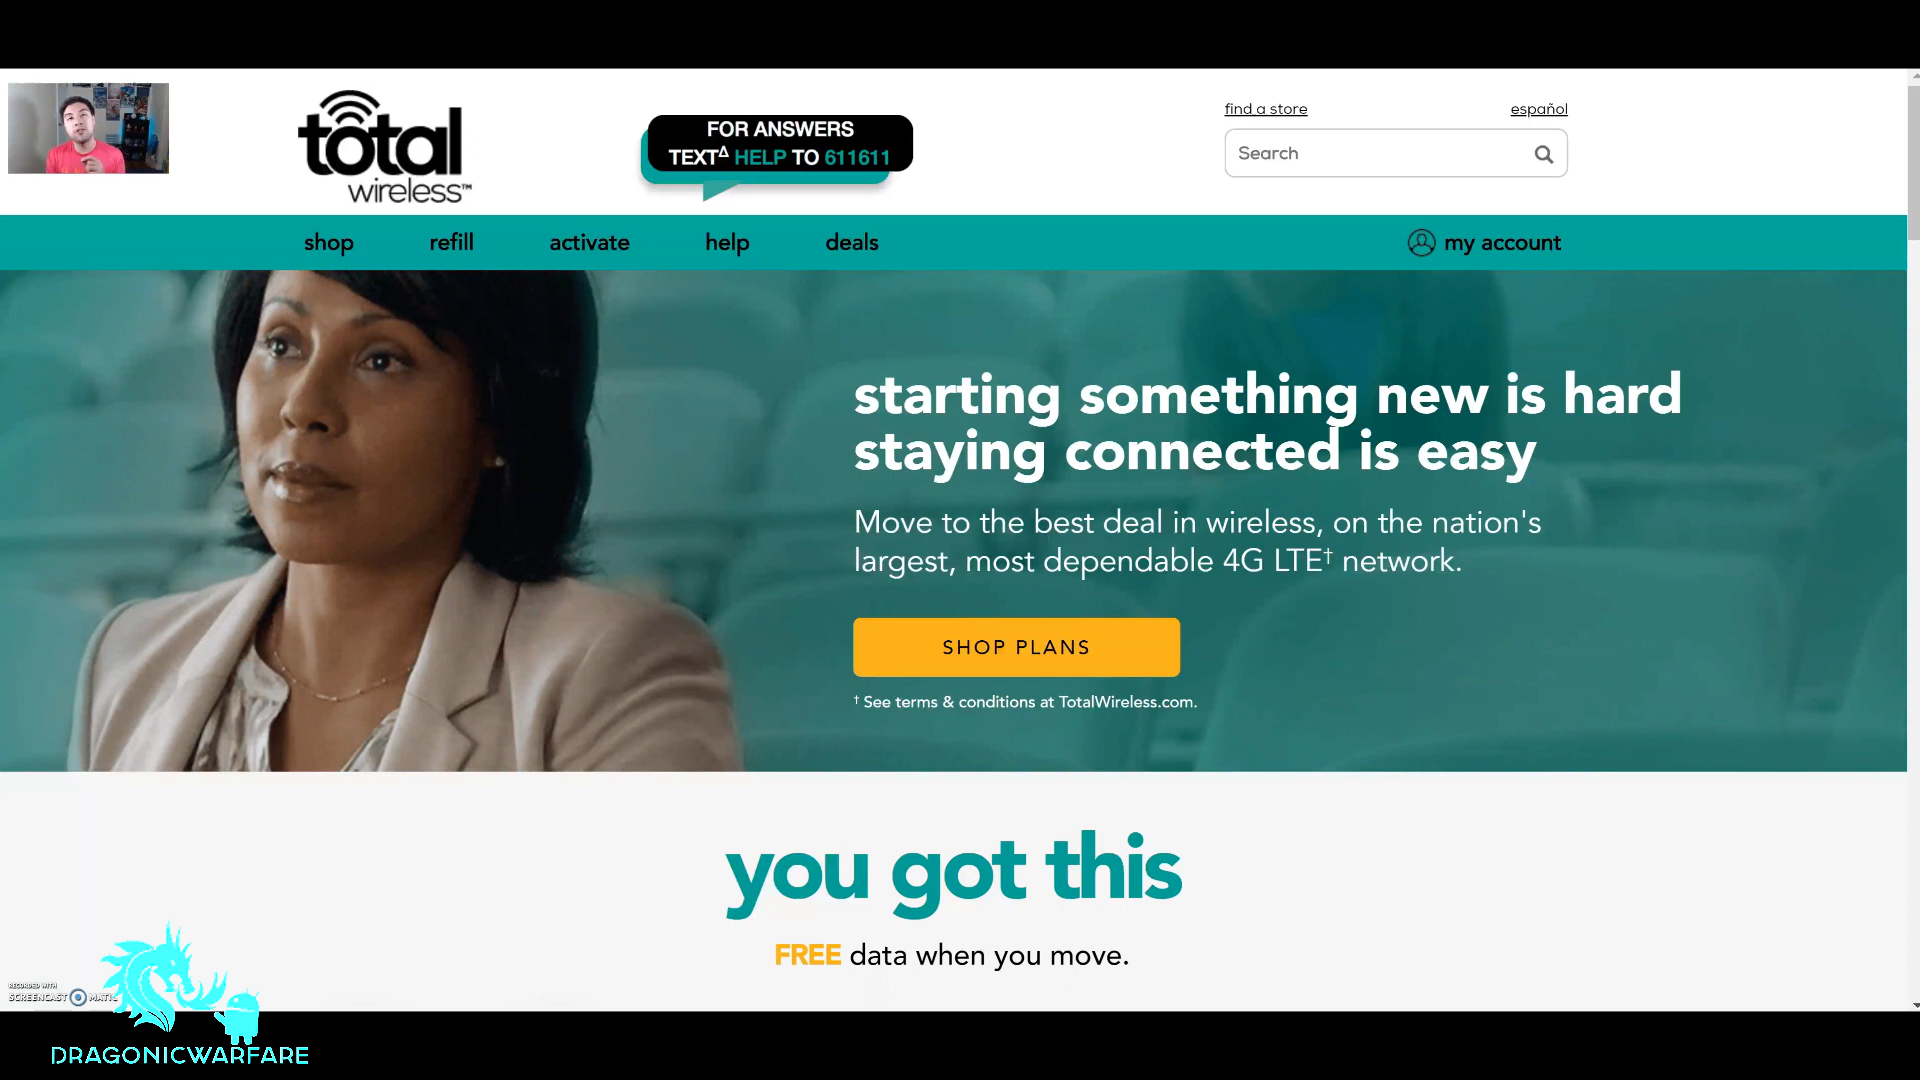 total
wireless™
FOR ANSWERS
TEXTΔ HELP TO 611611
find a store
español
Search
shop
refill
activate
help
deals
my account
starting something new is hard
staying connected is easy
Move to the best deal in wireless, on the nation's
largest, most dependable 4G LTE† network.
SHOP PLANS
† See terms & conditions at TotalWireless.com.
you got this
FREE data when you move.
RECORDED WITH
SCREENCAST MATIC
DRAGONICWARFARE